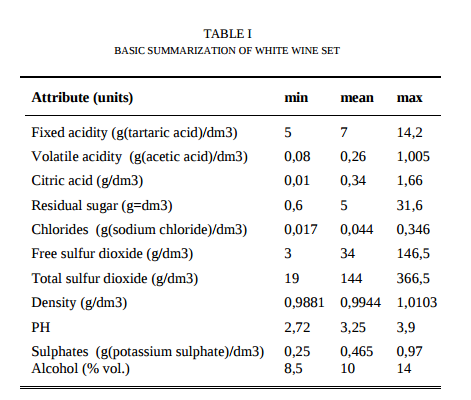 TABLE I
BASIC SUMMARIZATION OF WHITE WINE SET
Attribute (units) min mean max
Fixed acidity (g(tartaric acid)/dm3) 5 7 14,2
Volatile acidity (g(acetic acid)/dm3) 0,08 0,26 1,005
Citric acid (g/dm3) 0,01 0,34 1,66
Residual sugar (g=dm3) 0,6 5 31,6
Chlorides (g(sodium chloride)/dm3) 0,017 0,044 0,346
Free sulfur dioxide (g/dm3) 3 34 146,5
Total sulfur dioxide (g/dm3) 19 144 366,5
Density (g/dm3) 0,9881 0,9944 1,0103
PH 2,72 3,25 3,9
Sulphates (g(potassium sulphate)/dm3) 0,25 0,465 0,97
Alcohol (% vol.) 8,5 10 14